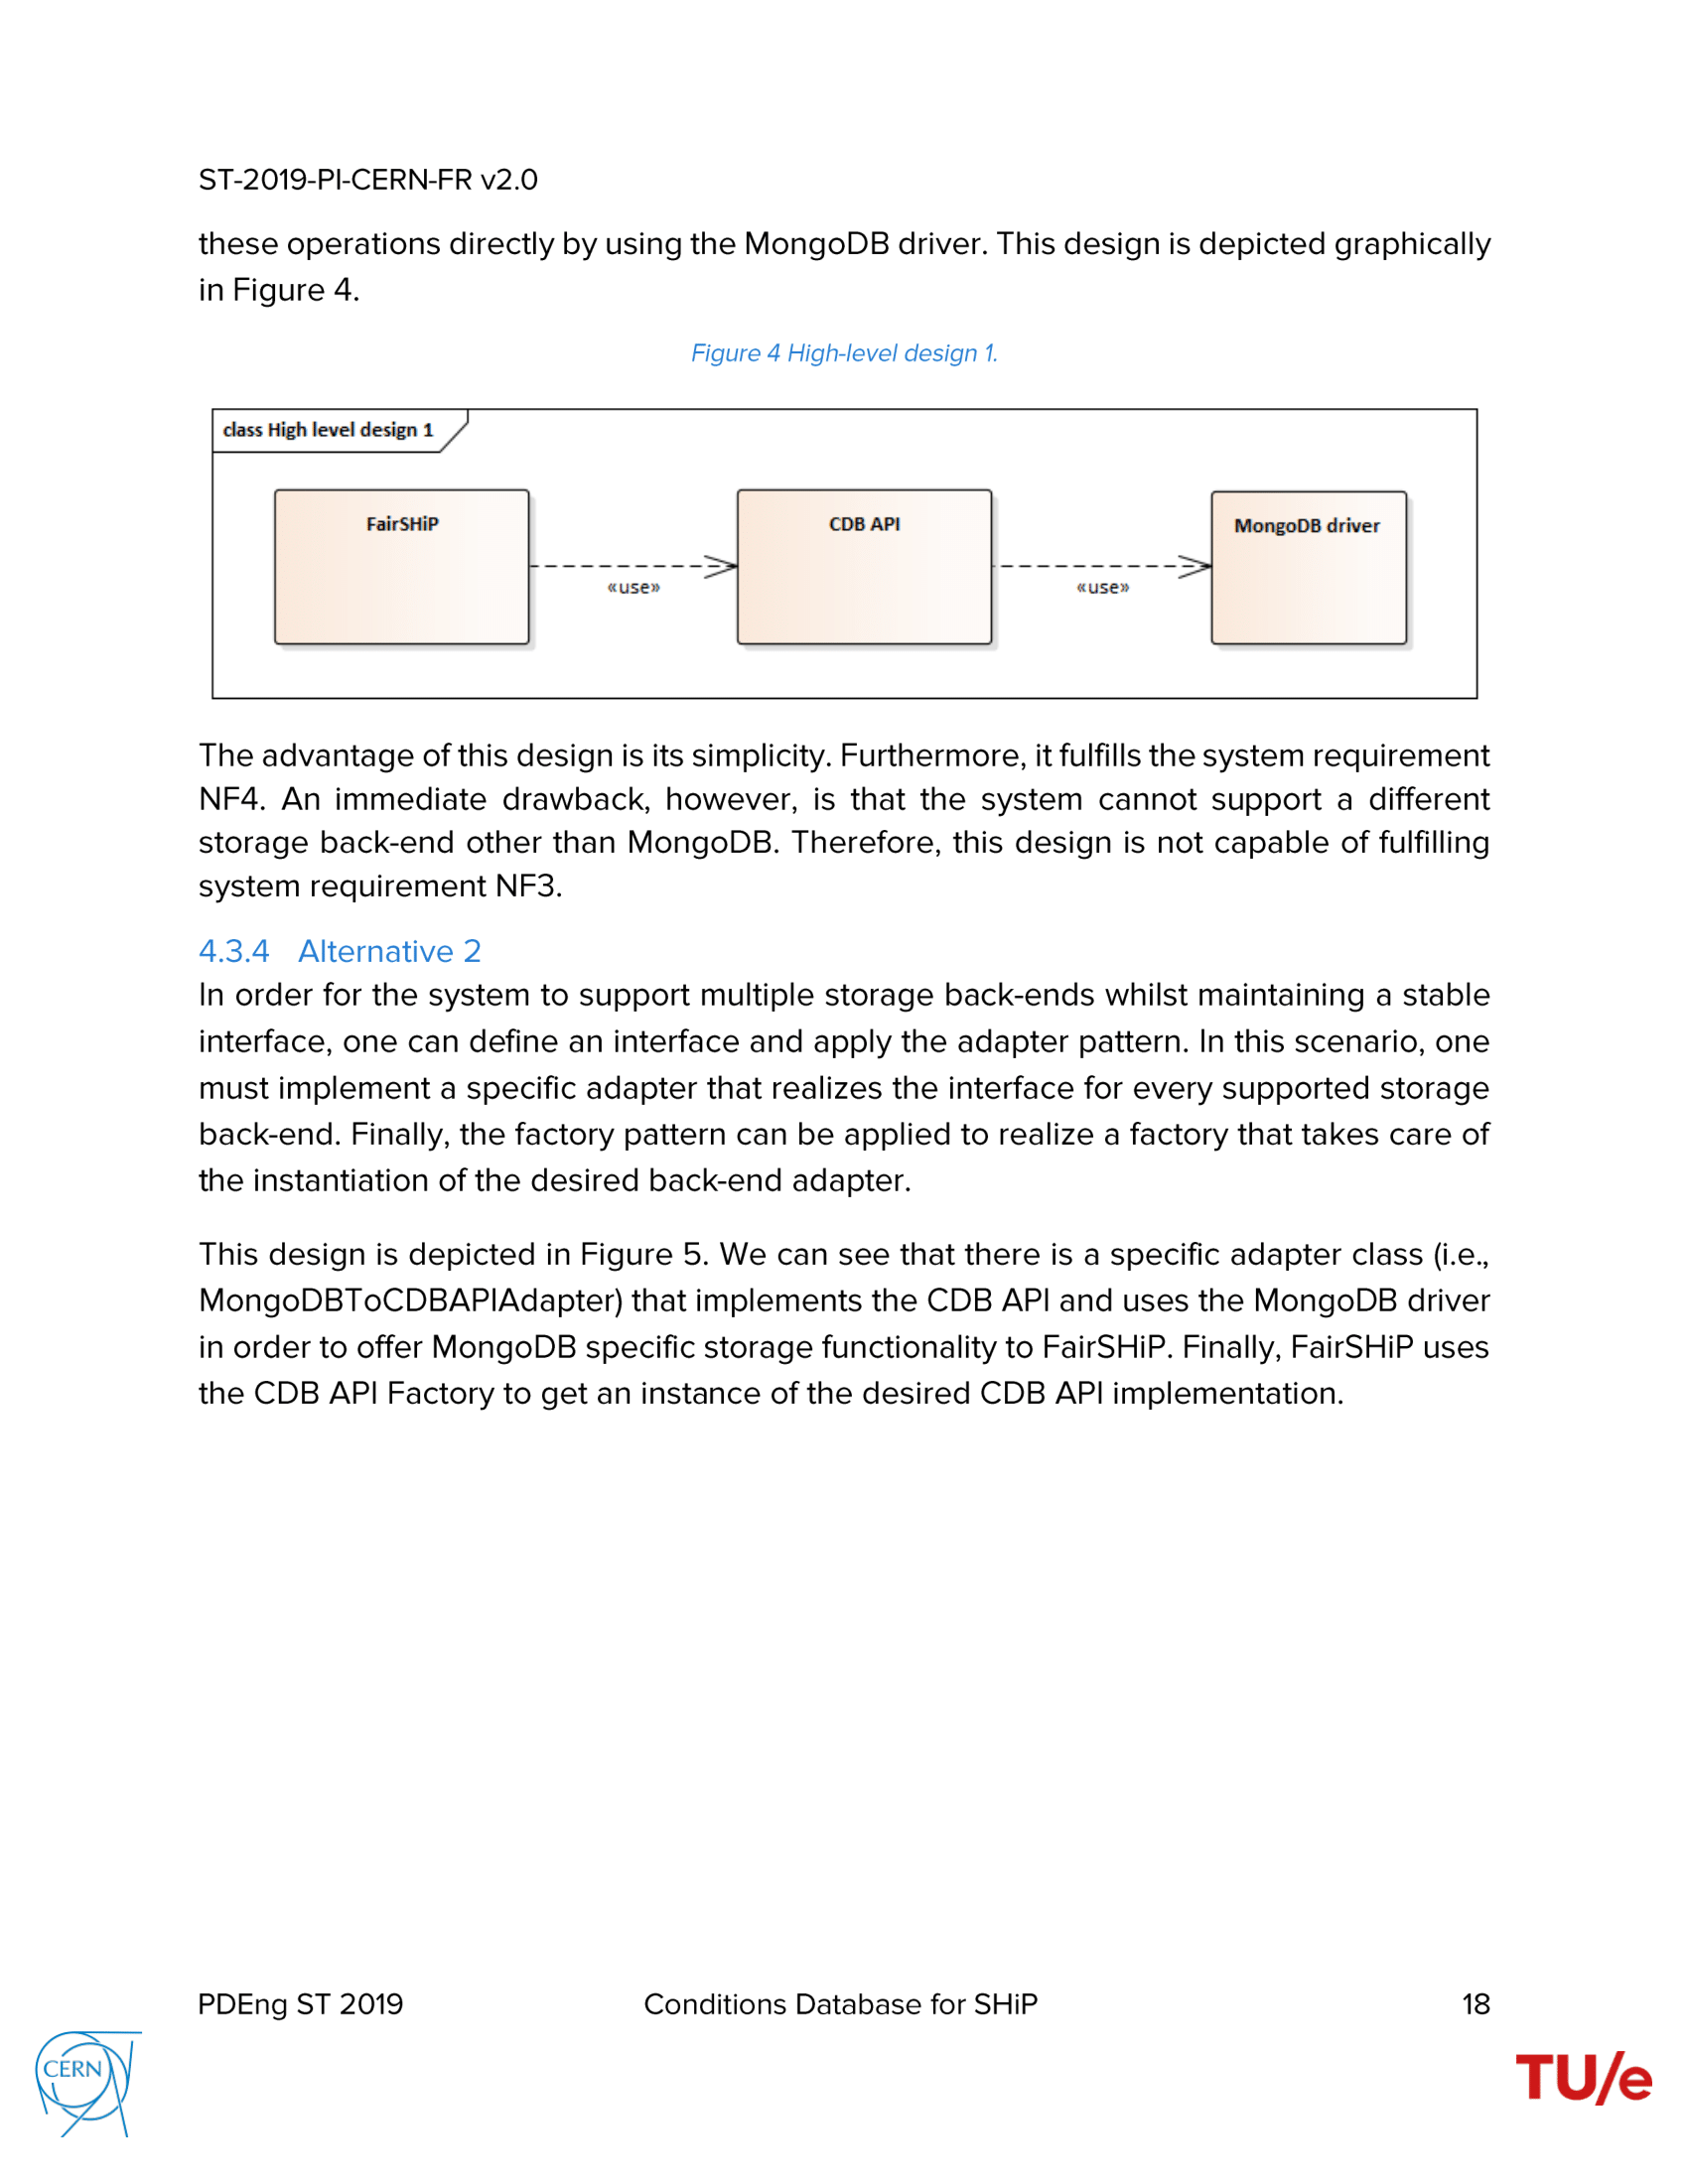 ST-2019-PI-CERN-FR v2.0
these operations directly by using the MongoDB driver. This design is depicted graphically
in Figure 4.
Figure 4 High-level design 1.
class High level design 1
FairSHiP
CDB API
MongoDB driver
«use»
«use»
The advantage of this design is its simplicity. Furthermore, it fulfills the system requirement
NF4. An immediate drawback, however, is that the system cannot support a different
storage back-end other than MongoDB. Therefore, this design is not capable of fulfilling
system requirement NF3.
4.3.4 Alternative 2
In order for the system to support multiple storage back-ends whilst maintaining a stable
interface, one can define an interface and apply the adapter pattern. In this scenario, one
must implement a specific adapter that realizes the interface for every supported storage
back-end. Finally, the factory pattern can be applied to realize a factory that takes care of
the instantiation of the desired back-end adapter.
This design is depicted in Figure 5. We can see that there is a specific adapter class (i.e.,
MongoDBToCDBAPIAdapter) that implements the CDB API and uses the MongoDB driver
in order to offer MongoDB specific storage functionality to FairSHiP. Finally, FairSHiP uses
the CDB API Factory to get an instance of the desired CDB API implementation.
PDEng ST 2019 Conditions Database for SHiP 18
CERN
TU/e